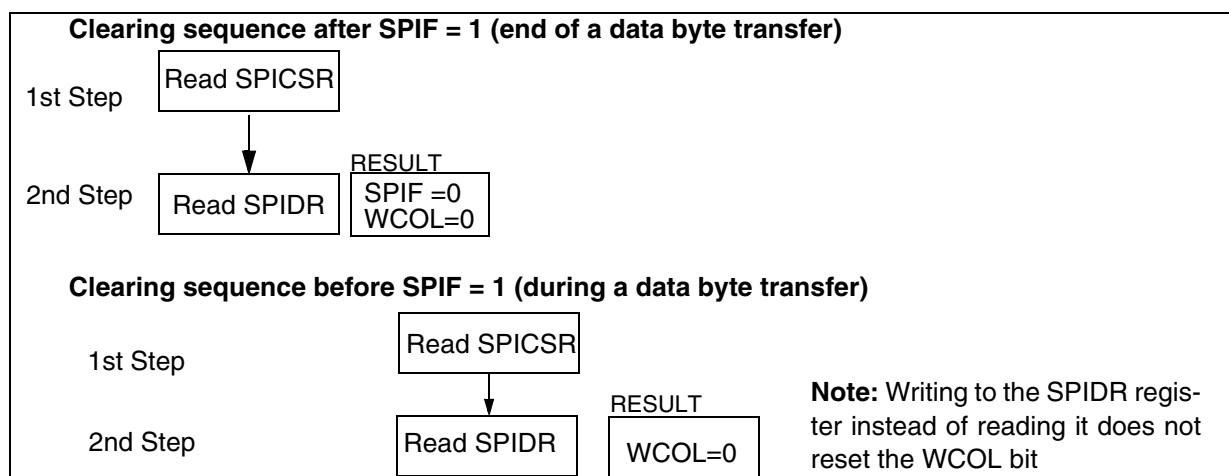 Clearing sequence after SPIF = 1 (end of a data byte transfer)
1st Step
Read SPICSR
2nd Step
Read SPIDR
RESULT
SPIF =0
WCOL=0
Clearing sequence before SPIF = 1 (during a data byte transfer)
1st Step
Read SPICSR
2nd Step
Read SPIDR
RESULT
WCOL=0
Note: Writing to the SPIDR regis-
ter instead of reading it does not
reset the WCOL bit